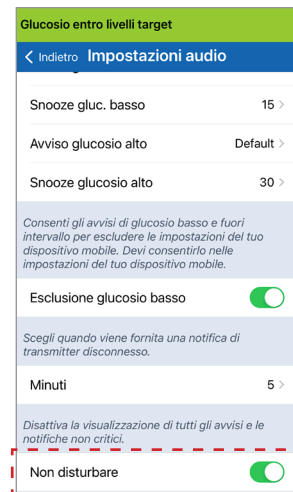 Glucosio entro livelli target
Indietro Impostazioni audio
Snooze gluc. basso 15
Avviso glucosio alto Default
Snooze glucosio alto 30
Consenti gli avvisi di glucosio basso e fuori
intervallo per escludere le impostazioni del tuo
dispositivo mobile. Devi consentirlo nelle
impostazioni del tuo dispositivo mobile.
Esclusione glucosio basso
Scegli quando viene fornita una notifica di
transmitter disconnesso.
Minuti 5
Disattiva la visualizzazione di tutti gli avvisi e le
notifiche non critici.
Non disturbare